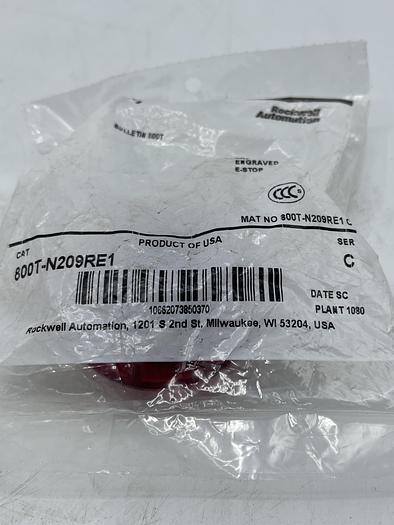 Rockwell
Automation
BULLETIN 800T
ENGRAVED
E-STOP
CCC S
MAT NO 800T-N209RE1 C
PRODUCT OF USA
CAT
SER
800T-N209RE1
C
10662073850370
DATE SC
PLANT 1080
Rockwell Automation, 1201 S 2nd St. Milwaukee, WI 53204, USA